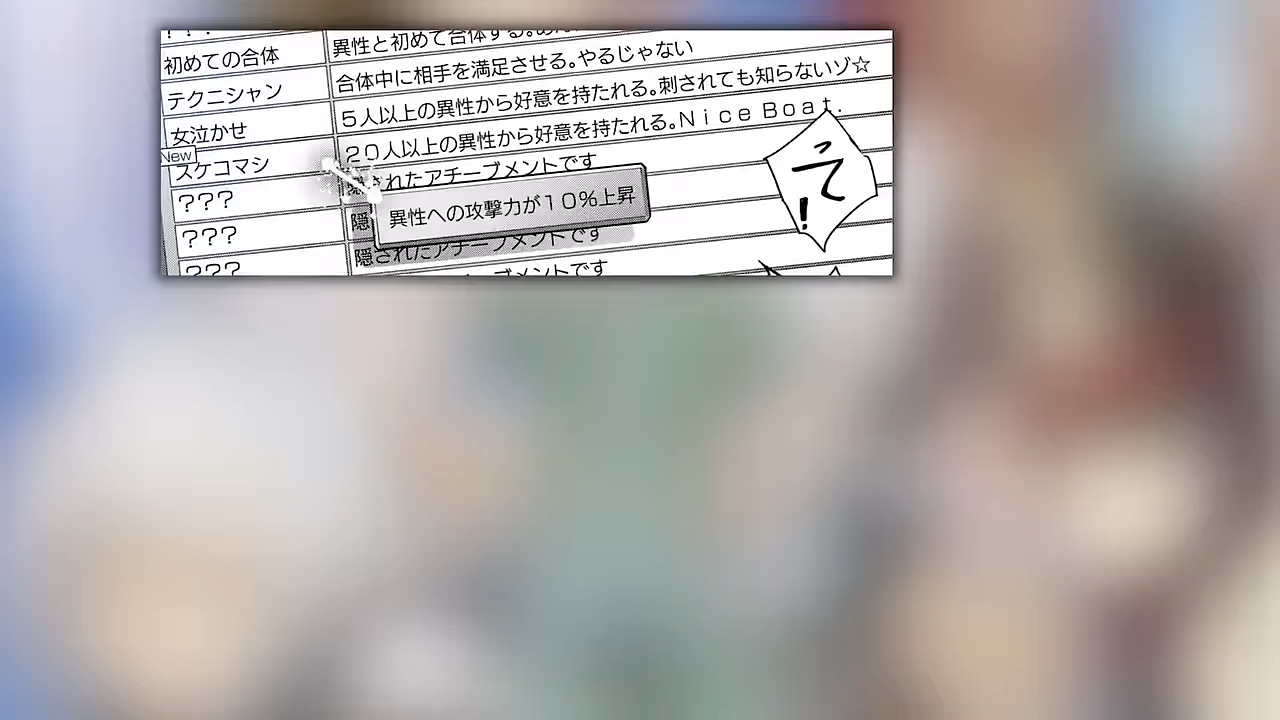 ???
初めての合体 異性と初めて合体する。
テクニシャン 合体中に相手を満足させる。やるじゃない
女泣かせ 5人以上の異性から好意を持たれる。刺されても知らないゾ☆
New
スケコマシ 20人以上の異性から好意を持たれる。Nice Boat.
??? されたアチーブメントです
異性への攻撃力が10%上昇
??? 隠
??? 隠されたアチーブメントです
ーブメントです
って!